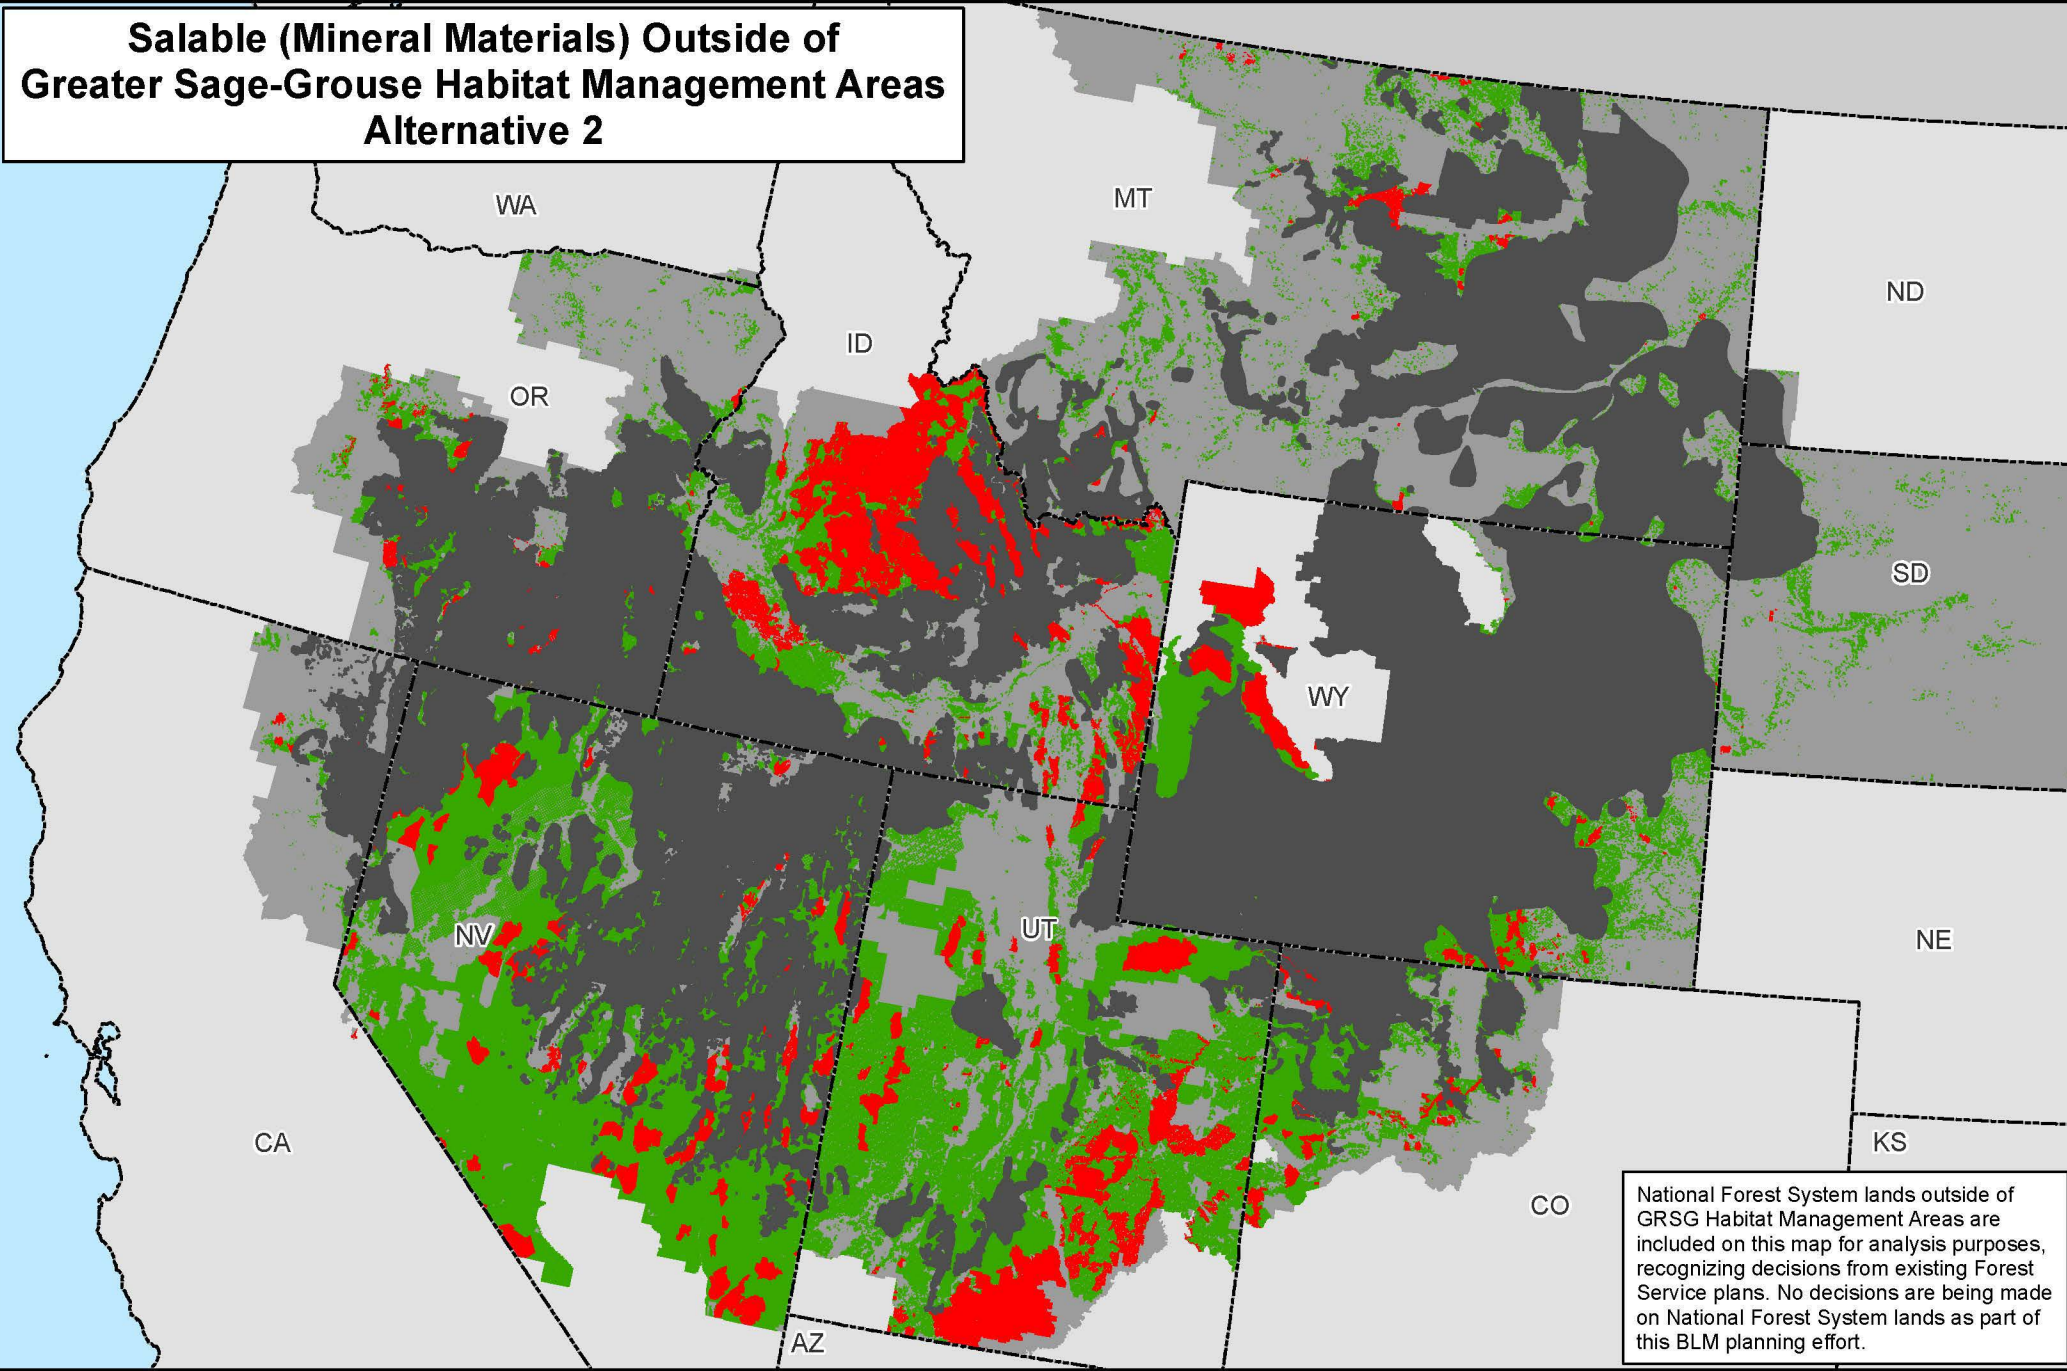 Salable (Mineral Materials) Outside of
Greater Sage-Grouse Habitat Management Areas
Alternative 2
WA
MT
ND
ID
OR
SD
WY
UT
NV
NE
CA
KS
CO
AZ
National Forest System lands outside of
GRSG Habitat Management Areas are
included on this map for analysis purposes,
recognizing decisions from existing Forest
Service plans. No decisions are being made
on National Forest System lands as part of
this BLM planning effort.